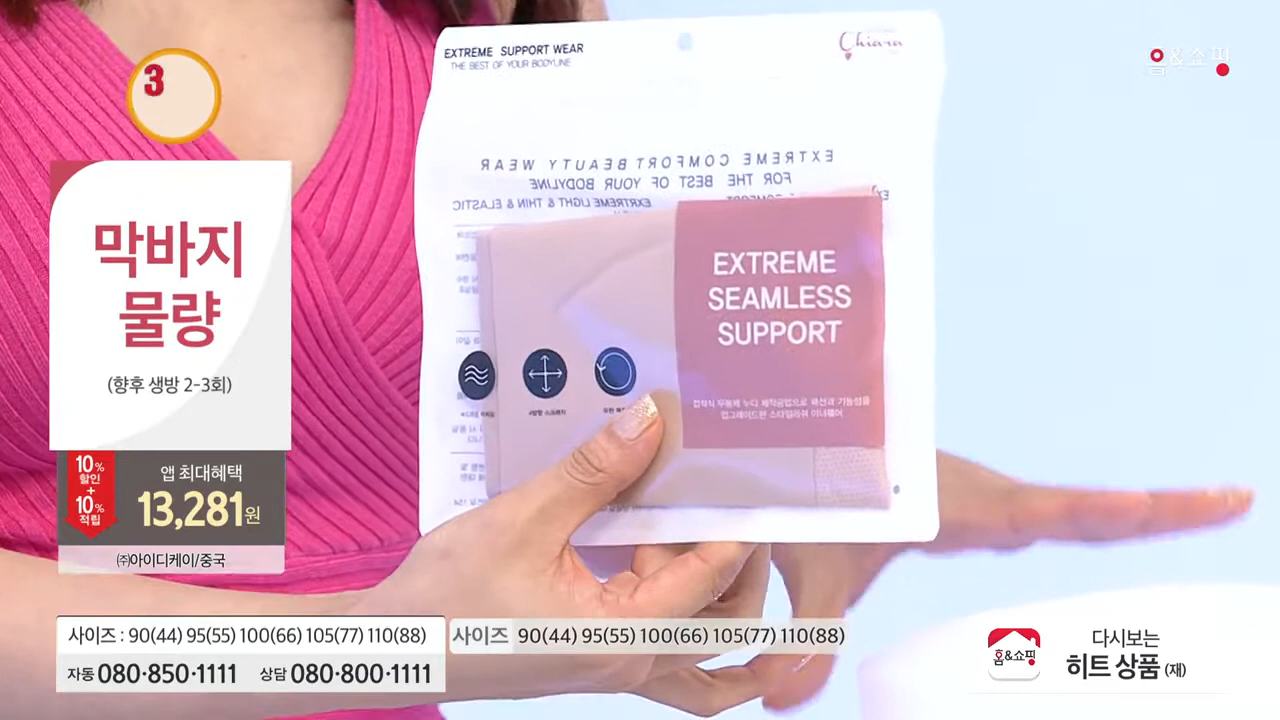 3
막바지
물량
(향후 생방 2-3회)
10%
할인
+
10%
적립
앱 최대혜택
13,281원
㈜아이디케이/중국
사이즈 : 90(44) 95(55) 100(66) 105(77) 110(88)
자동 080·850·1111 상담 080·800·1111
사이즈 90(44) 95(55) 100(66) 105(77) 110(88)
EXTREME SUPPORT WEAR
THE BEST OF YOUR BODYLINE
Chiara
EXTREME COMFORT BEAUTY WEAR
FOR THE BEST OF YOUR BODYLINE
EXRTREME LIGHT & THIN & ELASTIC
EXTREME
SEAMLESS
SUPPORT
홈&쇼핑
홈&쇼핑
다시보는
히트 상품 (재)